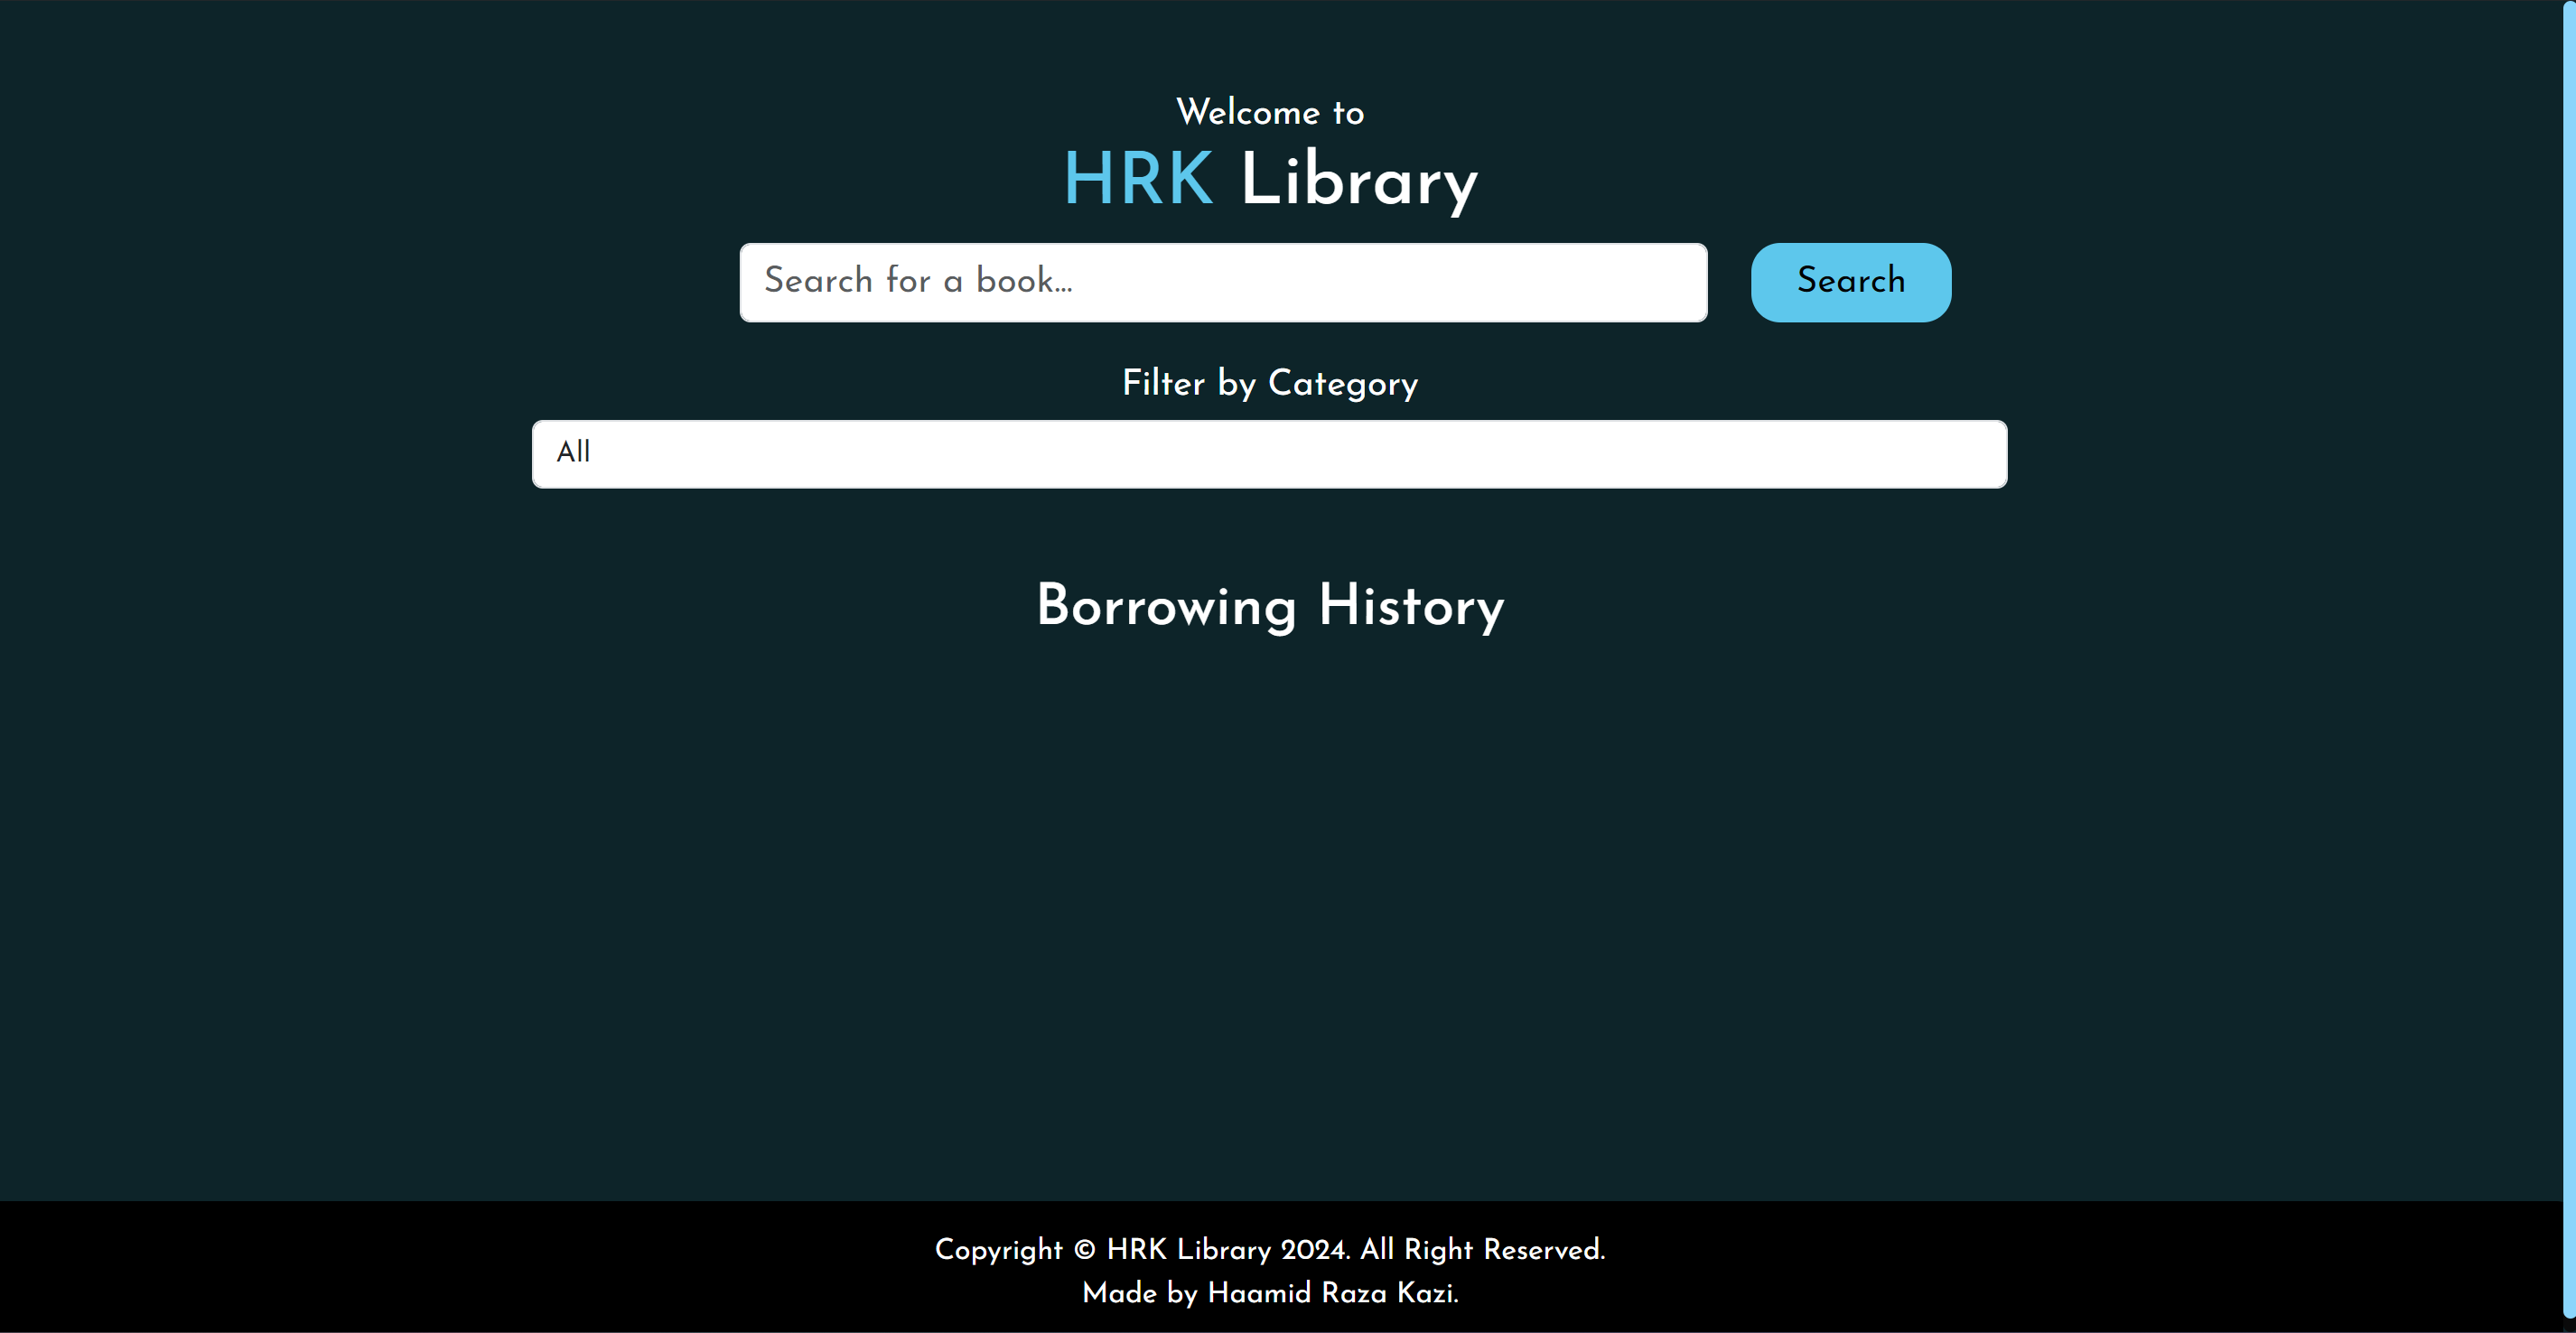 Welcome to
HRK Library
Search for a book...
Search
Filter by Category
All
Borrowing History
Copyright © HRK Library 2024. All Right Reserved.
Made by Haamid Raza Kazi.